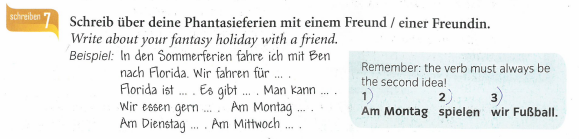 schreiben 7
Schreib über deine Phantasieferien mit einem Freund / einer Freundin.
Write about your fantasy holiday with a friend.
Beispiel: In den Sommerferien fahre ich mit Ben
nach Florida. Wir fahren für ... .
Florida ist ... . Es gibt ... . Man kann ... .
Wir essen gern ... . Am Montag ... .
Am Dienstag ... . Am Mittwoch ... .
Remember: the verb must always be
the second idea!
1) 2) 3)
Am Montag spielen wir Fußball.